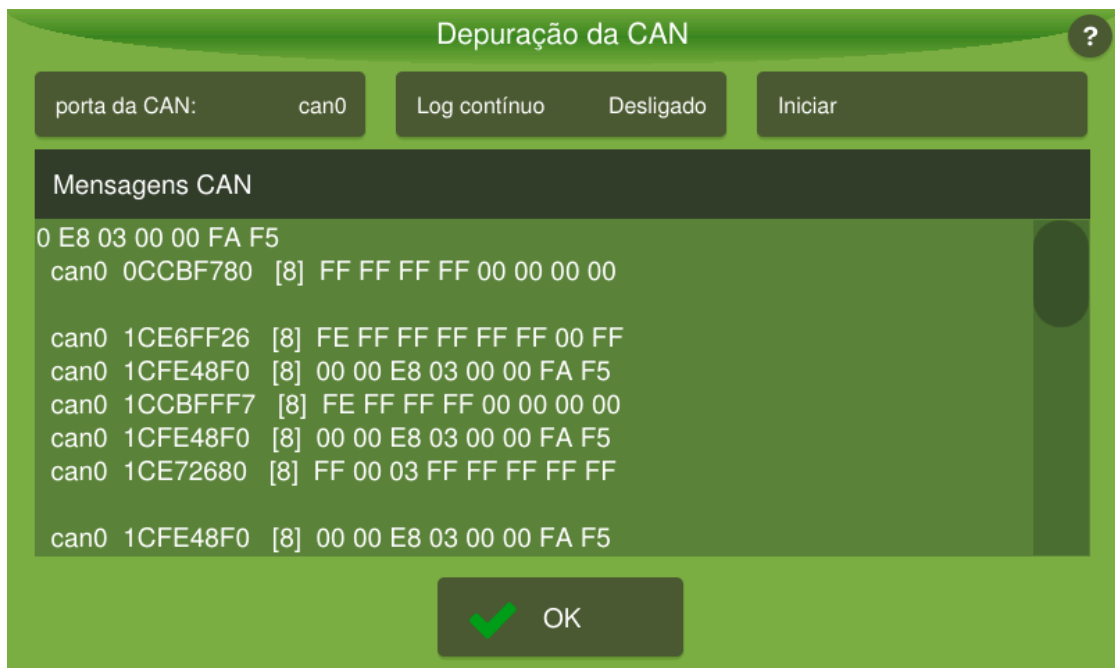 Depuração da CAN
?
porta da CAN: can0
Log contínuo Desligado
Iniciar
Mensagens CAN
0 E8 03 00 00 FA F5
can0 0CCBF780 [8] FF FF FF FF 00 00 00 00
can0 1CE6FF26 [8] FE FF FF FF FF FF 00 FF
can0 1CFE48F0 [8] 00 00 E8 03 00 00 FA F5
can0 1CCBFFF7 [8] FE FF FF FF 00 00 00 00
can0 1CFE48F0 [8] 00 00 E8 03 00 00 FA F5
can0 1CE72680 [8] FF 00 03 FF FF FF FF FF
can0 1CFE48F0 [8] 00 00 E8 03 00 00 FA F5
OK